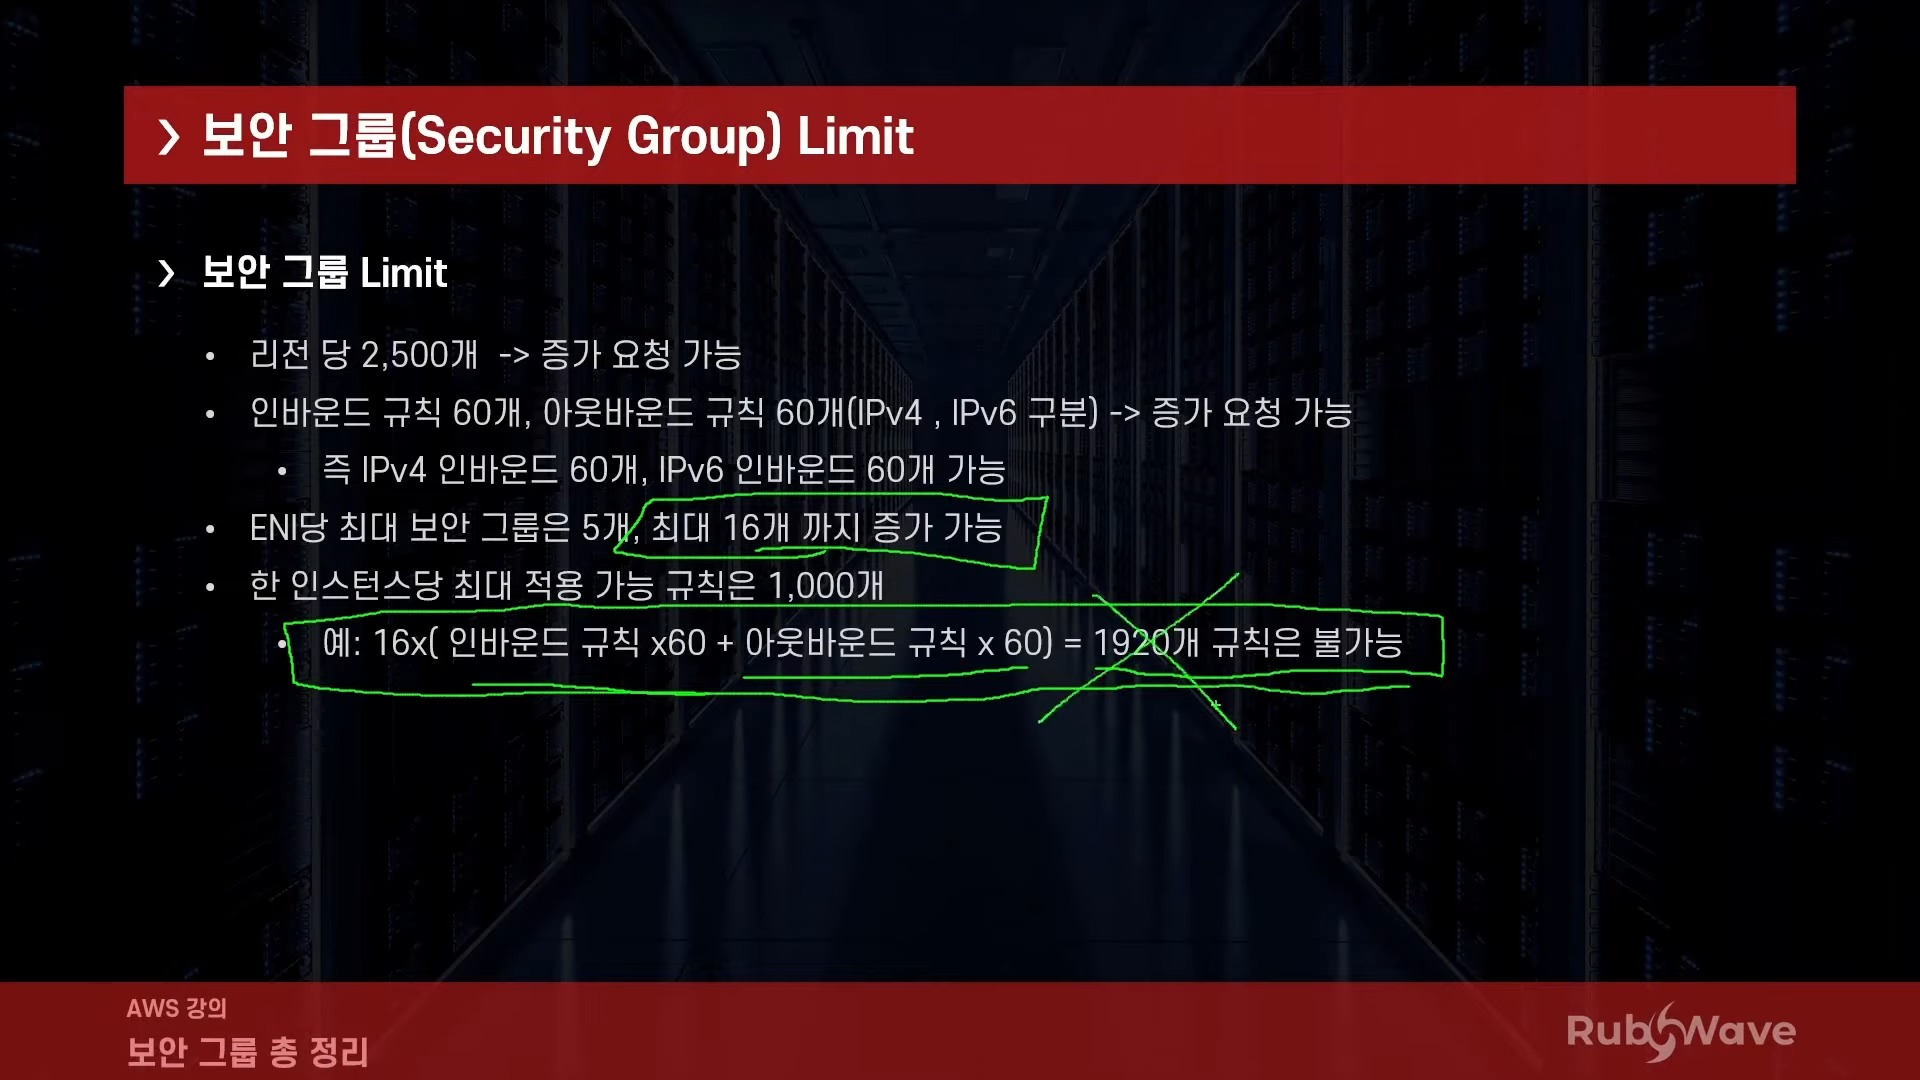 › 보안 그룹(Security Group) Limit
› 보안 그룹 Limit
• 리전 당 2,500개 -> 증가 요청 가능
• 인바운드 규칙 60개, 아웃바운드 규칙 60개(IPv4 , IPv6 구분) -> 증가 요청 가능
• 즉 IPv4 인바운드 60개, IPv6 인바운드 60개 가능
• ENI당 최대 보안 그룹은 5개, 최대 16개 까지 증가 가능
• 한 인스턴스당 최대 적용 가능 규칙은 1,000개
• 예: 16x( 인바운드 규칙 x60 + 아웃바운드 규칙 x 60) = 1920개 규칙은 불가능
AWS 강의
보안 그룹 총 정리
RubyWave